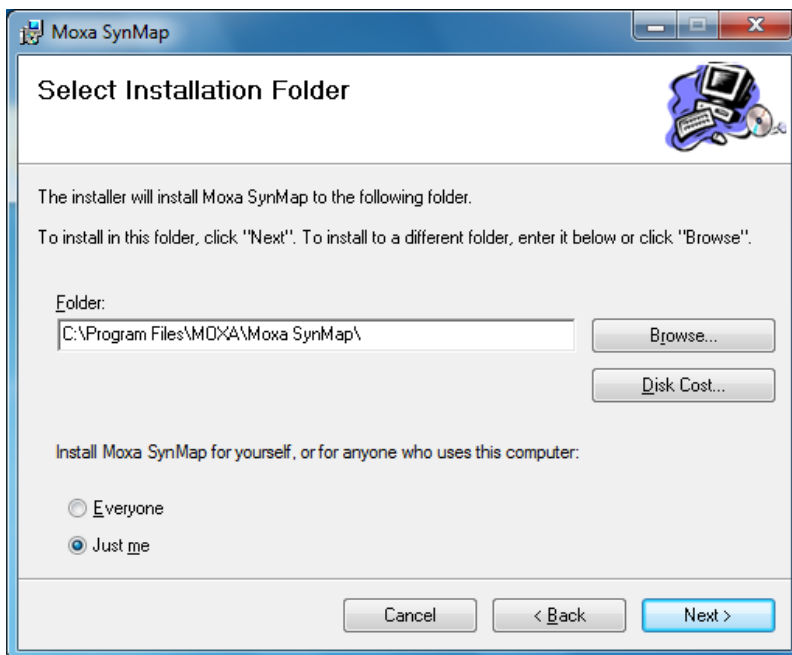 Moxa SynMap
Select Installation Folder
The installer will install Moxa SynMap to the following folder.
To install in this folder, click "Next". To install to a different folder, enter it below or click "Browse".
Folder:
C:\Program Files\MOXA\Moxa SynMap\
Browse...
Disk Cost...
Install Moxa SynMap for yourself, or for anyone who uses this computer:
Everyone
Just me
Cancel
< Back
Next >